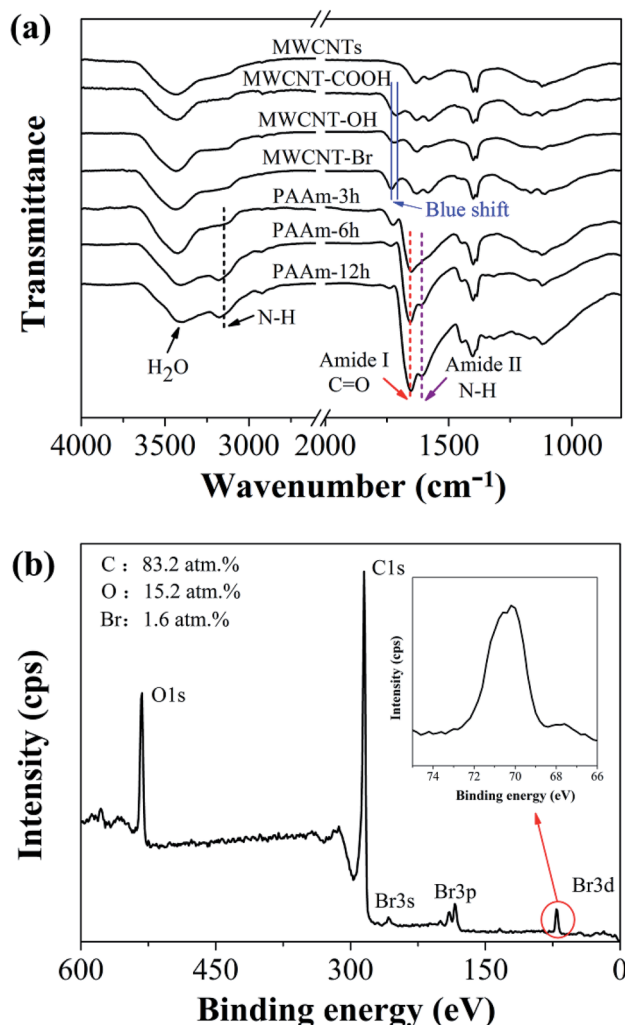 (a)
MWCNTs
MWCNT-COOH
MWCNT-OH
MWCNT-Br
Blue shift
PAAm-3h
PAAm-6h
PAAm-12h
N-H
H2O
Amide I
C=O
Amide II
N-H
Transmittance
4000 3500 3000 2500 2000 1500 1000
Wavenumber (cm⁻¹)
(b)
C： 83.2 atm.%
O： 15.2 atm.%
Br： 1.6 atm.%
O1s
C1s
Br3s
Br3p
Br3d
Intensity (cps)
74 72 70 68 66
Binding energy (eV)
Intensity (cps)
600 450 300 150 0
Binding energy (eV)